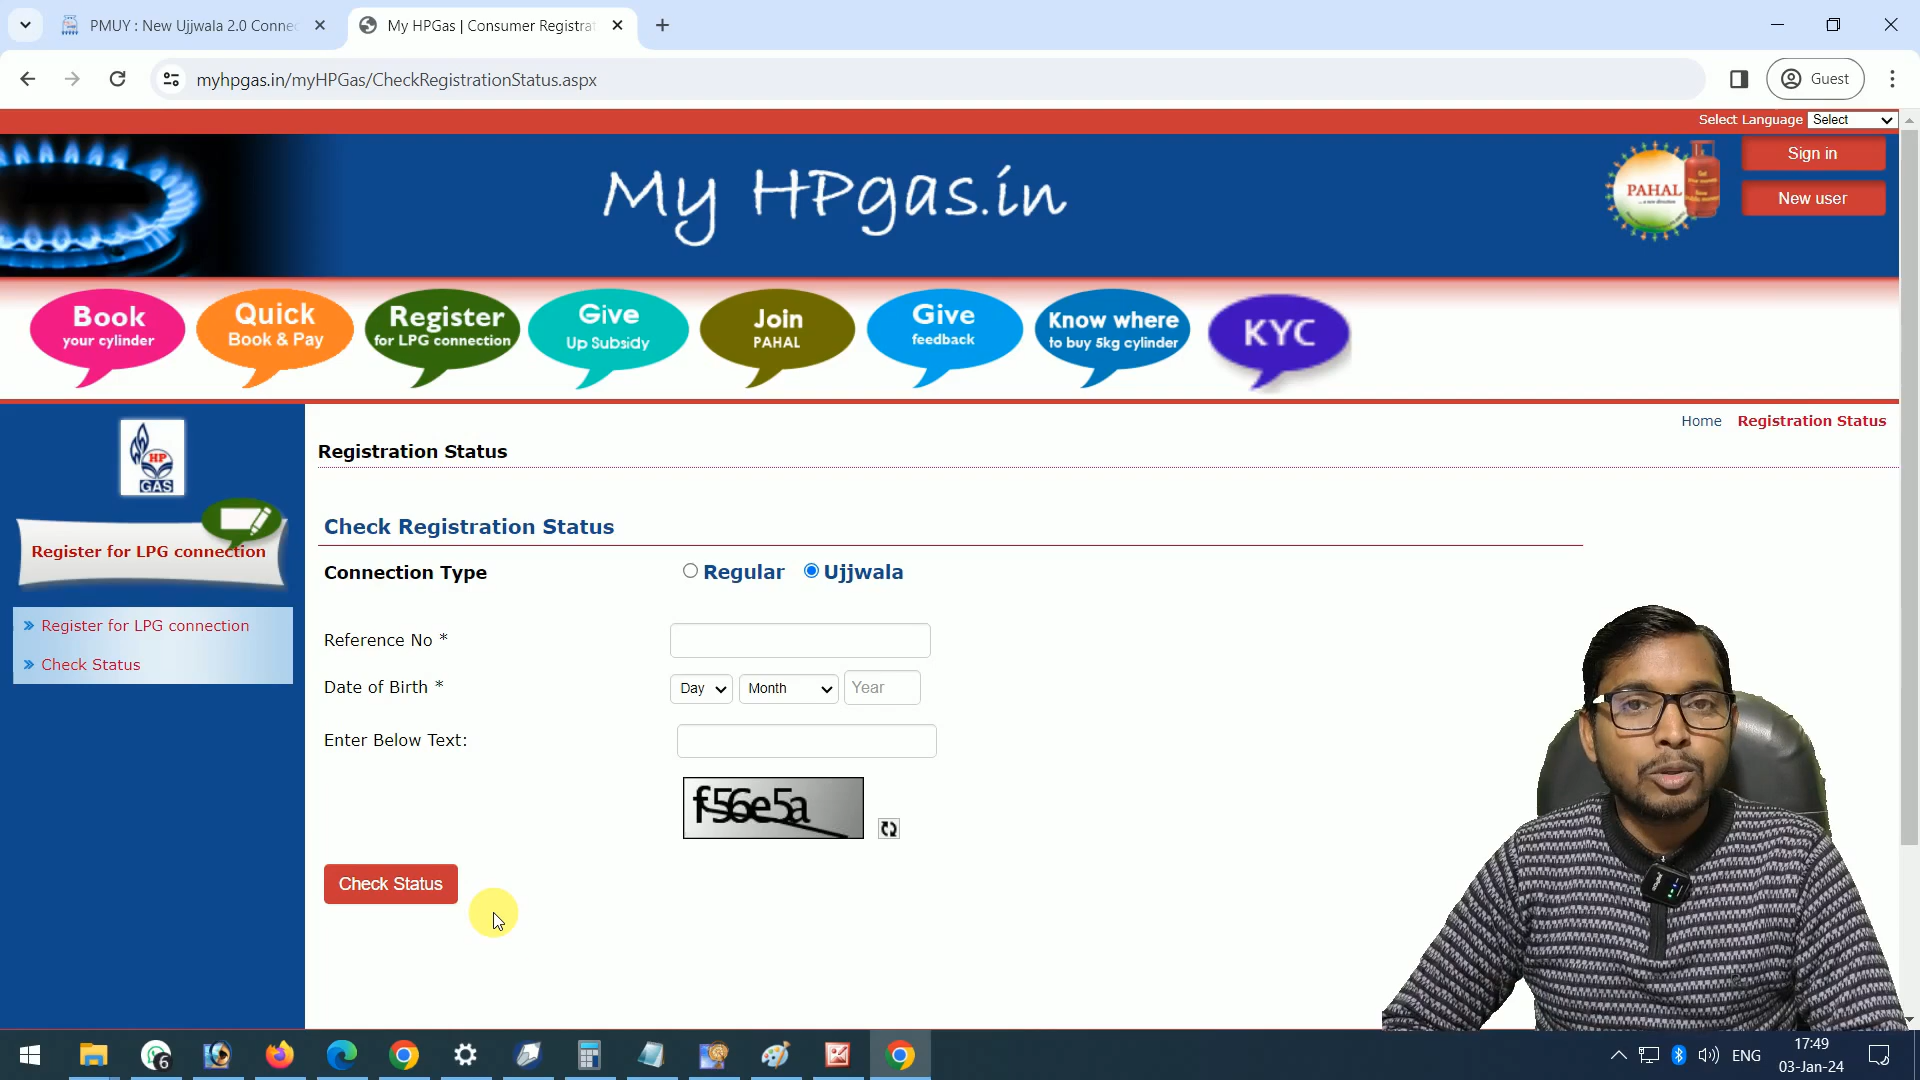 PMUY : New Ujjwala 2.0 Connec
My HPGas | Consumer Registrat
myhpgas.in/myHPGas/CheckRegistrationStatus.aspx
Guest
Select Language Select
My HPgas.in
PAHAL
Sign in
New user
Book
your cylinder
Quick
Book & Pay
Register
for LPG connection
Give
Up Subsidy
Join
PAHAL
Give
feedback
Know where
to buy 5kg cylinder
KYC
HP
GAS
Home Registration Status
Registration Status
Register for LPG connection
Register for LPG connection
Check Status
Check Registration Status
Connection Type Regular Ujjwala
Reference No *
Date of Birth * Day Month Year
Enter Below Text:
f56e5a
Check Status
6
ENG
17:49
03-Jan-24